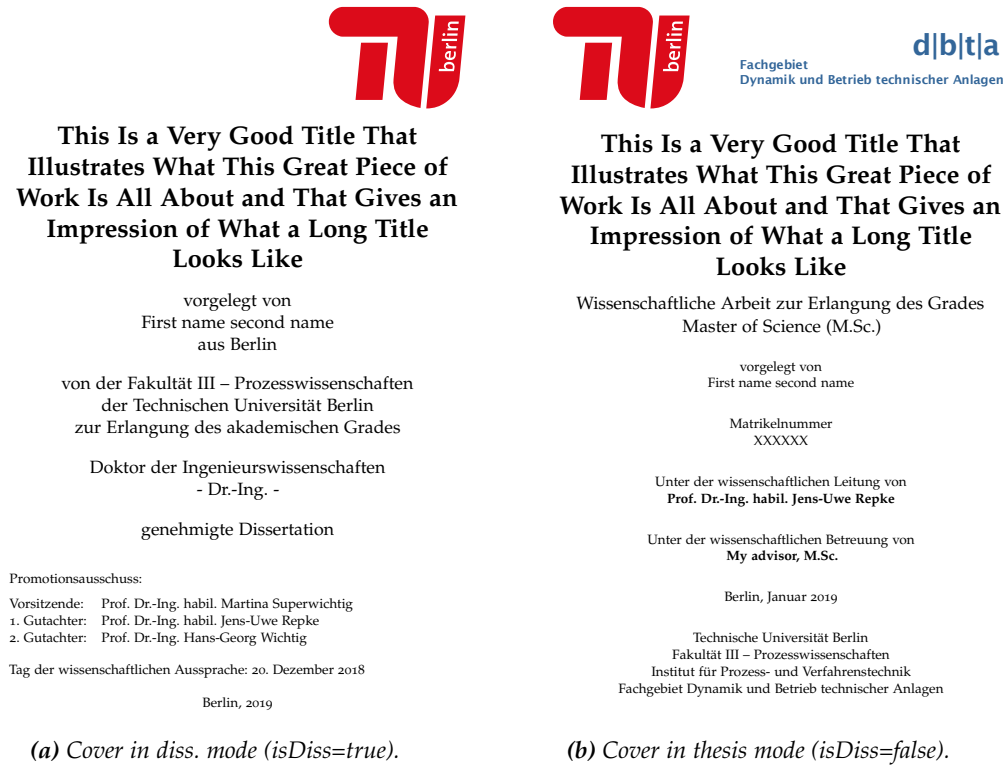 berlin
This Is a Very Good Title That
Illustrates What This Great Piece of
Work Is All About and That Gives an
Impression of What a Long Title
Looks Like
vorgelegt von
First name second name
aus Berlin
von der Fakultät III – Prozesswissenschaften
der Technischen Universität Berlin
zur Erlangung des akademischen Grades
Doktor der Ingenieurswissenschaften
- Dr.-Ing. -
genehmigte Dissertation
Promotionsausschuss:
Vorsitzende: Prof. Dr.-Ing. habil. Martina Superwichtig
1. Gutachter: Prof. Dr.-Ing. habil. Jens-Uwe Repke
2. Gutachter: Prof. Dr.-Ing. Hans-Georg Wichtig
Tag der wissenschaftlichen Aussprache: 20. Dezember 2018
Berlin, 2019
(a) Cover in diss. mode (isDiss=true).
berlin
d|b|t|a
Fachgebiet
Dynamik und Betrieb technischer Anlagen
This Is a Very Good Title That
Illustrates What This Great Piece of
Work Is All About and That Gives an
Impression of What a Long Title
Looks Like
Wissenschaftliche Arbeit zur Erlangung des Grades
Master of Science (M.Sc.)
vorgelegt von
First name second name
Matrikelnummer
XXXXXX
Unter der wissenschaftlichen Leitung von
Prof. Dr.-Ing. habil. Jens-Uwe Repke
Unter der wissenschaftlichen Betreuung von
My advisor, M.Sc.
Berlin, Januar 2019
Technische Universität Berlin
Fakultät III – Prozesswissenschaften
Institut für Prozess- und Verfahrenstechnik
Fachgebiet Dynamik und Betrieb technischer Anlagen
(b) Cover in thesis mode (isDiss=false).